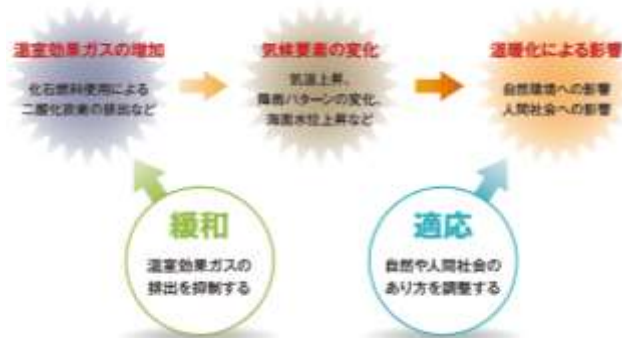 温室効果ガスの増加
化石燃料使用による
二酸化炭素の排出など
気候要素の変化
気温上昇、
降雨パターンの変化、
海面水位上昇など
温暖化による影響
自然環境への影響
人間社会への影響
緩和
温室効果ガスの
排出を抑制する
適応
自然や人間社会の
あり方を調整する